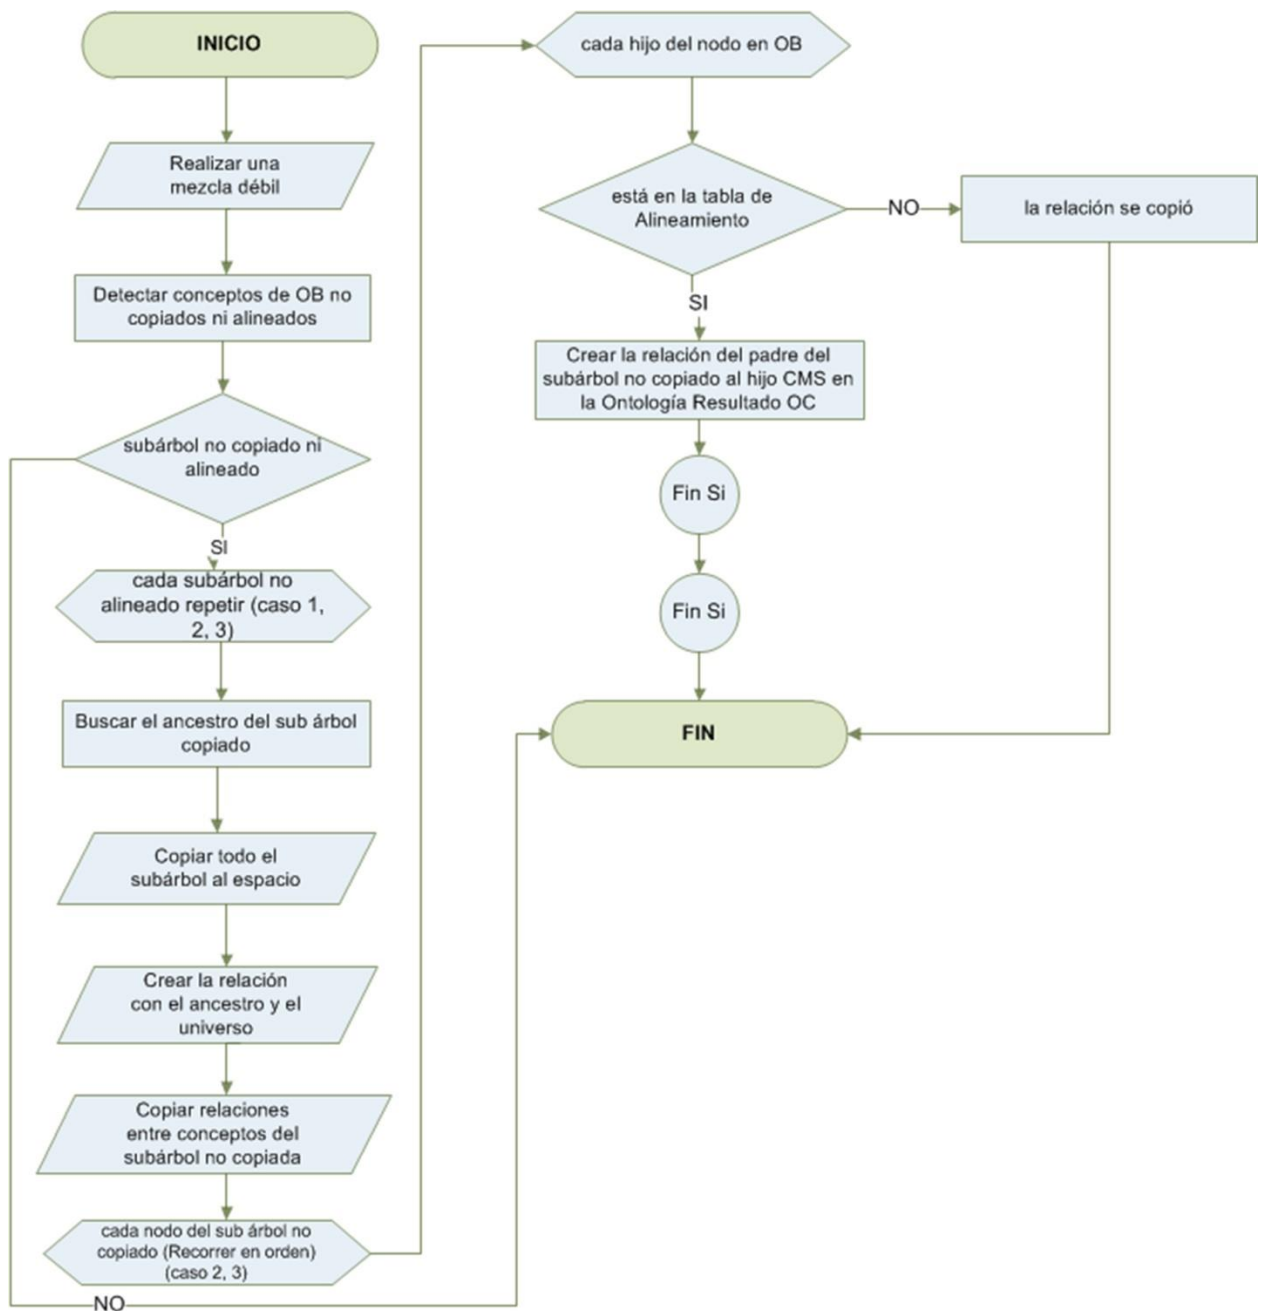 INICIO
Realizar una
mezcla débil
Detectar conceptos de OB no
copiados ni alineados
subárbol no copiado ni
alineado
SI
cada subárbol no
alineado repetir (caso 1,
2, 3)
Buscar el ancestro del sub árbol
copiado
Copiar todo el
subárbol al espacio
Crear la relación
con el ancestro y el
universo
Copiar relaciones
entre conceptos del
subárbol no copiada
cada nodo del sub árbol no
copiado (Recorrer en orden)
(caso 2, 3)
NO
cada hijo del nodo en OB
está en la tabla de
Alineamiento
NO
la relación se copió
SI
Crear la relación del padre del
subárbol no copiado al hijo CMS en
la Ontología Resultado OC
Fin Si
Fin Si
FIN